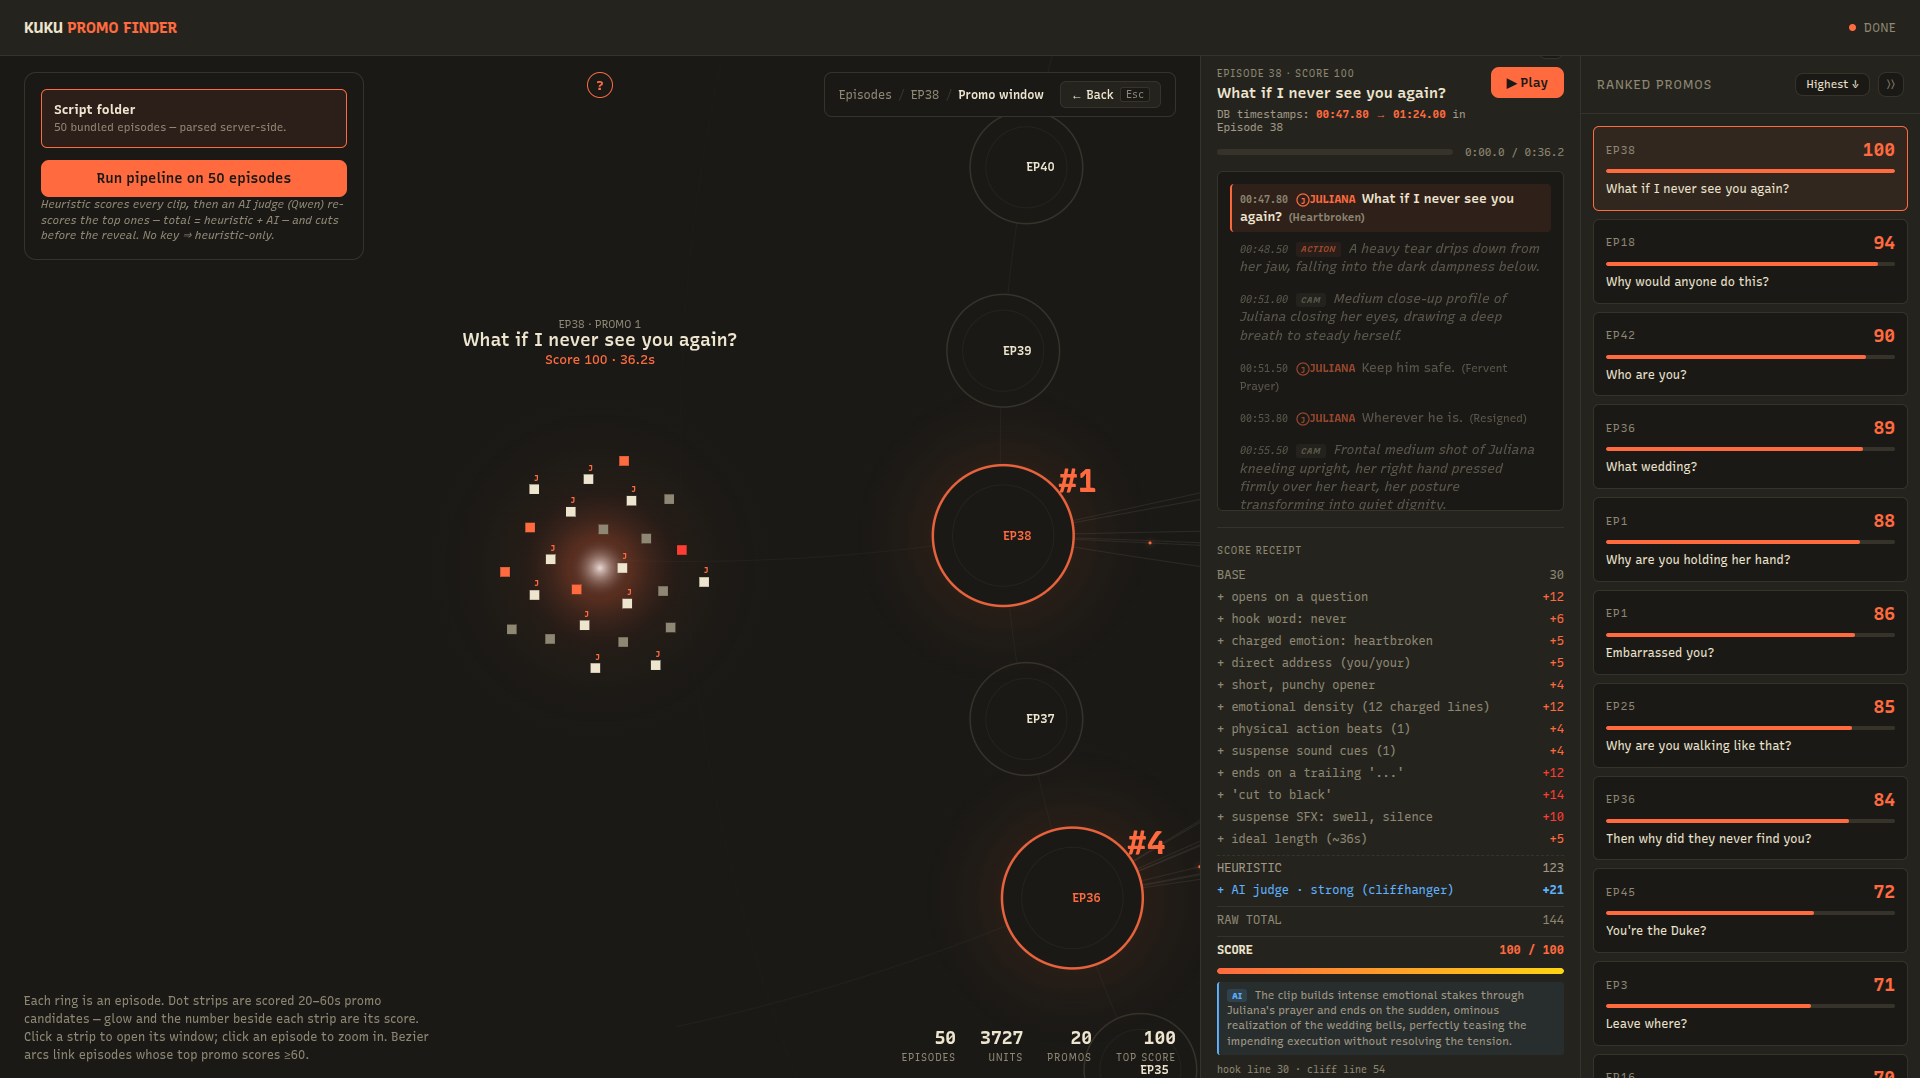 KUKU PROMO FINDER
DONE
Script folder
50 bundled episodes — parsed server-side.
Run pipeline on 50 episodes
Heuristic scores every clip, then an AI judge (Qwen) re-
scores the top ones — total = heuristic + AI — and cuts
before the reveal. No key ⇒ heuristic-only.
?
Episodes / EP38 / Promo window ← Back Esc
EP38 · PROMO 1
What if I never see you again?
Score 100 · 36.2s
J
J
J
J
J
J
J
J
J
J
J
J
EP40
EP39
#1
EP38
EP37
#4
EP36
EP35
Each ring is an episode. Dot strips are scored 20–60s promo
candidates — glow and the number beside each strip are its score.
Click a strip to open its window; click an episode to zoom in. Bezier
arcs link episodes whose top promo scores ≥60.
50 3727 20 100
EPISODES UNITS PROMOS TOP SCORE
EPISODE 38 · SCORE 100
What if I never see you again?
DB timestamps: 00:47.80 → 01:24.00 in
Episode 38
▶ Play
0:00.0 / 0:36.2
00:47.80 J JULIANA What if I never see you
again? (Heartbroken)
00:48.50 ACTION A heavy tear drips down from
her jaw, falling into the dark dampness below.
00:51.00 CAM Medium close-up profile of
Juliana closing her eyes, drawing a deep
breath to steady herself.
00:51.50 J JULIANA Keep him safe. (Fervent
Prayer)
00:53.80 J JULIANA Wherever he is. (Resigned)
00:55.50 CAM Frontal medium shot of Juliana
kneeling upright, her right hand pressed
firmly over her heart, her posture
transforming into quiet dignity.
SCORE RECEIPT
BASE 30
+ opens on a question +12
+ hook word: never +6
+ charged emotion: heartbroken +5
+ direct address (you/your) +5
+ short, punchy opener +4
+ emotional density (12 charged lines) +12
+ physical action beats (1) +4
+ suspense sound cues (1) +4
+ ends on a trailing '...' +12
+ 'cut to black' +14
+ suspense SFX: swell, silence +10
+ ideal length (~36s) +5
HEURISTIC 123
+ AI judge · strong (cliffhanger) +21
RAW TOTAL 144
SCORE 100 / 100
AI The clip builds intense emotional stakes through
Juliana's prayer and ends on the sudden, ominous
realization of the wedding bells, perfectly teasing the
impending execution without resolving the tension.
hook line 30 · cliff line 54
RANKED PROMOS Highest ↓ ⟩⟩
EP38 100
What if I never see you again?
EP18 94
Why would anyone do this?
EP42 90
Who are you?
EP36 89
What wedding?
EP1 88
Why are you holding her hand?
EP1 86
Embarrassed you?
EP25 85
Why are you walking like that?
EP36 84
Then why did they never find you?
EP45 72
You're the Duke?
EP3 71
Leave where?
EP16 70